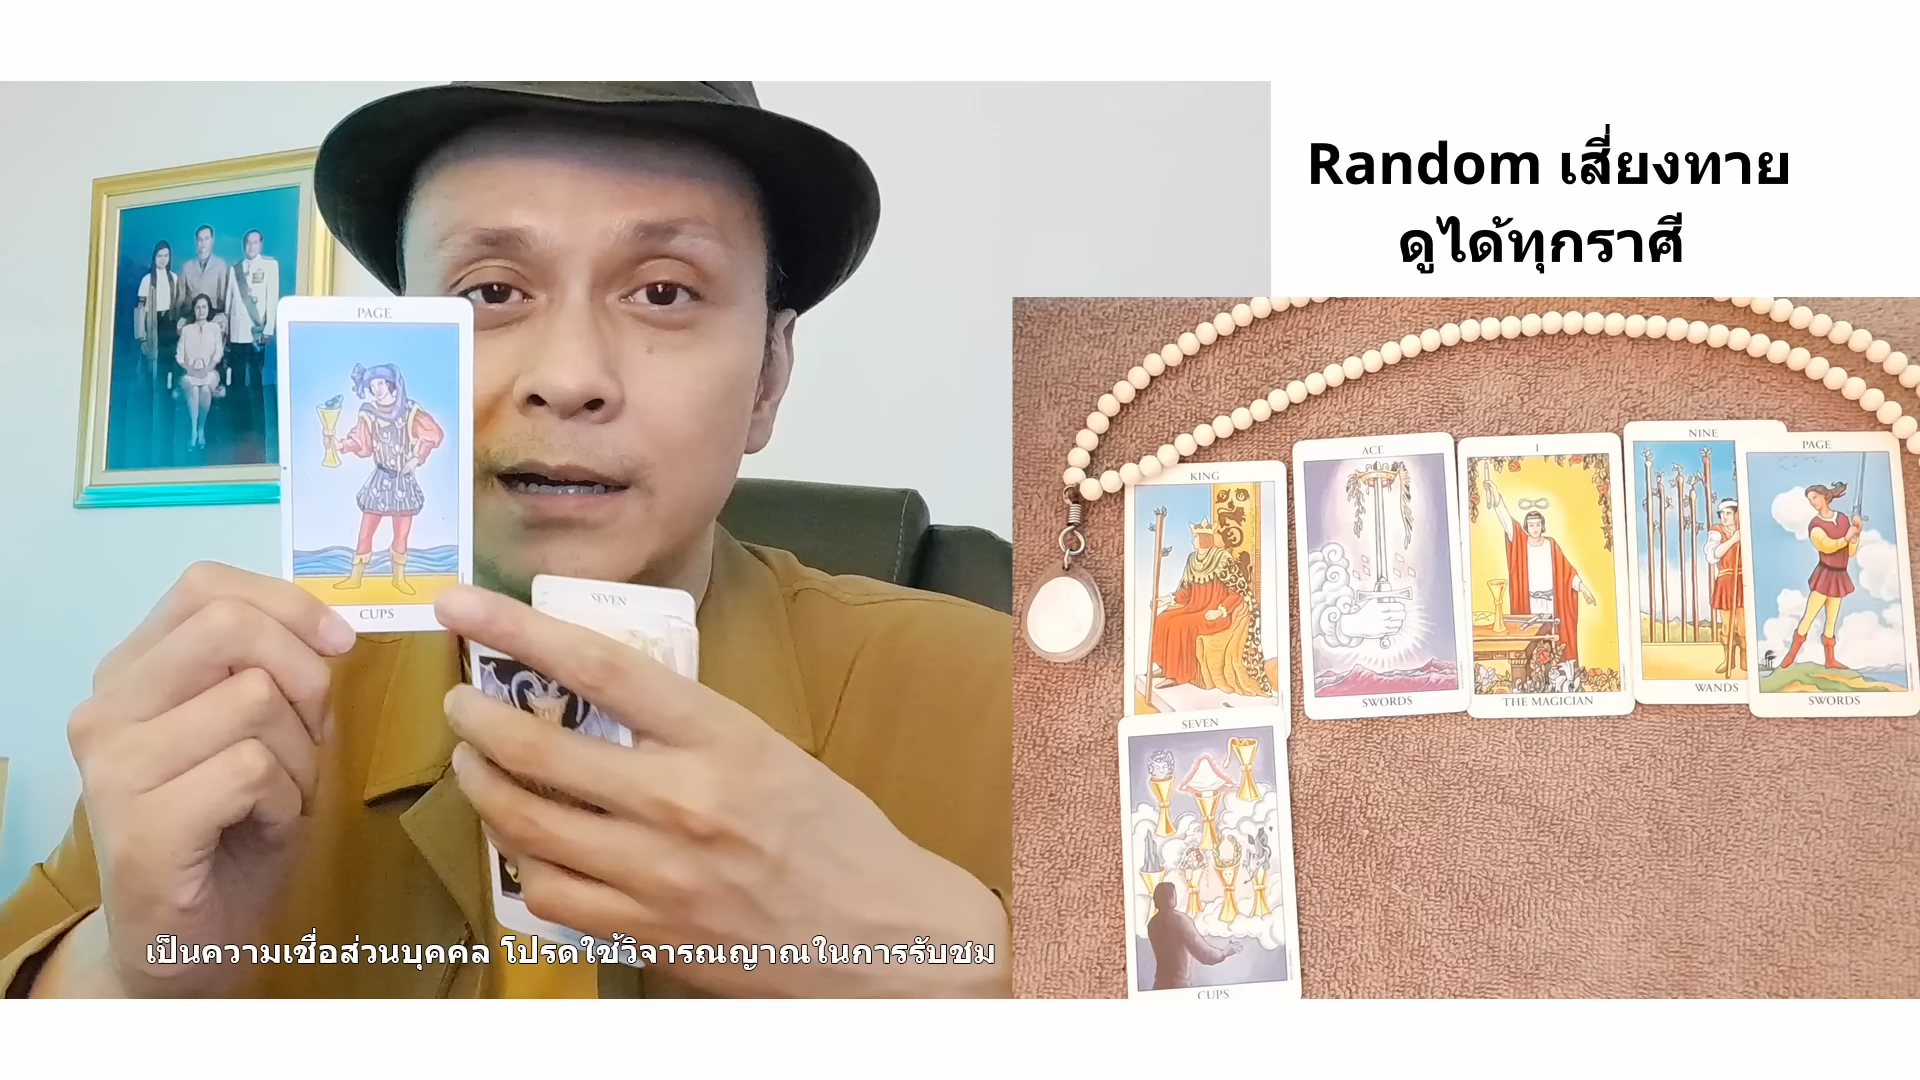 Random เสี่ยงทาย
ดูได้ทุกราศี
PAGE
CUPS
SEVEN
KING
ACE
SWORDS
I
THE MAGICIAN
NINE
WANDS
PAGE
SWORDS
SEVEN
CUPS
เป็นความเชื่อส่วนบุคคล โปรดใช้วิจารณญาณในการรับชม